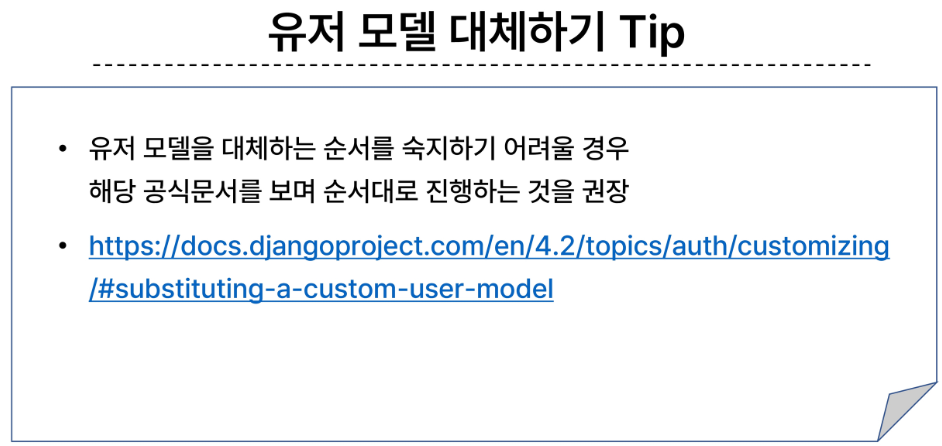 유저 모델 대체하기 Tip
• 유저 모델을 대체하는 순서를 숙지하기 어려울 경우
해당 공식문서를 보며 순서대로 진행하는 것을 권장
• https://docs.djangoproject.com/en/4.2/topics/auth/customizing
/#substituting-a-custom-user-model